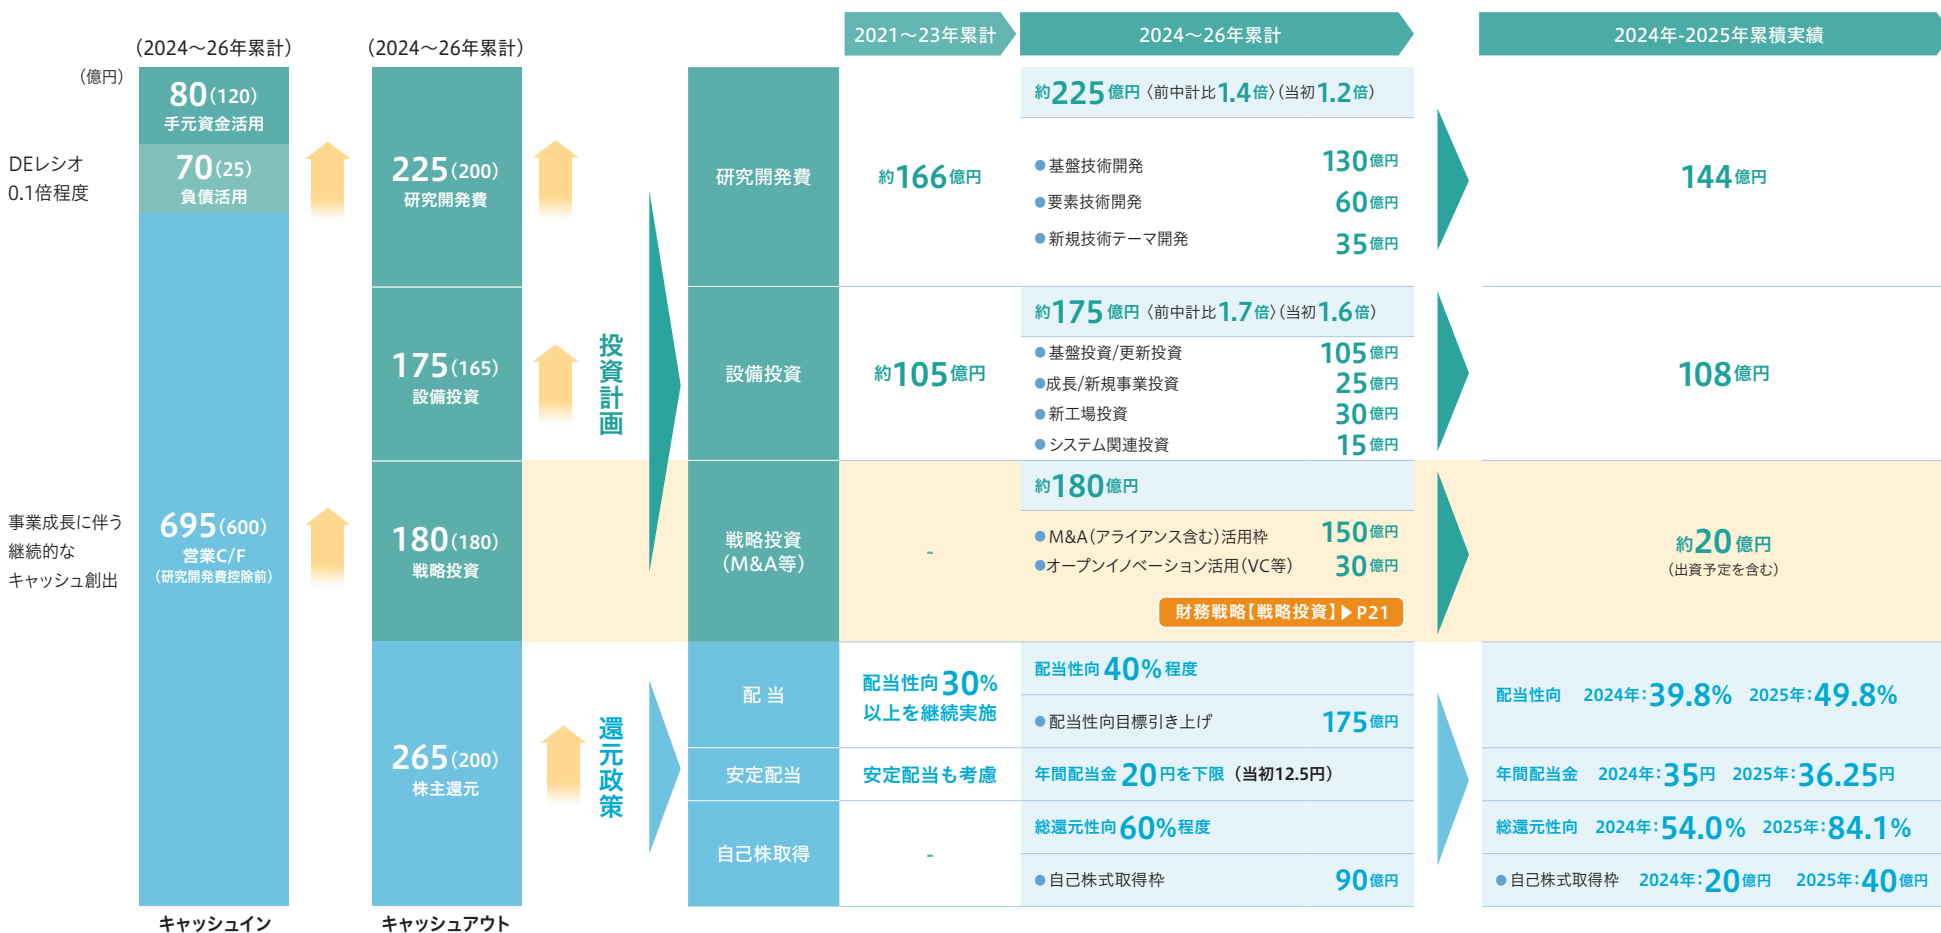 (2024～26年累計)
(2024～26年累計)
2021～23年累計
2024～26年累計
2024年-2025年累積実績
(億円)
80(120)
手元資金活用
DEレシオ
0.1倍程度
70(25)
負債活用
事業成長に伴う
継続的な
キャッシュ創出
695(600)
営業C/F
(研究開発費控除前)
キャッシュイン
225(200)
研究開発費
175(165)
設備投資
180(180)
戦略投資
265(200)
株主還元
キャッシュアウト
投資計画
還元政策
研究開発費
約166億円
約225億円〈前中計比1.4倍〉(当初1.2倍)
●基盤技術開発 130億円
●要素技術開発 60億円
●新規技術テーマ開発 35億円
144億円
設備投資
約105億円
約175億円〈前中計比1.7倍〉(当初1.6倍)
●基盤投資/更新投資 105億円
●成長/新規事業投資 25億円
●新工場投資 30億円
●システム関連投資 15億円
108億円
戦略投資
(M&A等)
-
約180億円
●M&A(アライアンス含む)活用枠 150億円
●オープンイノベーション活用(VC等) 30億円
財務戦略【戦略投資】▶P21
約20億円
(出資予定を含む)
配当
配当性向30%
以上を継続実施
配当性向40%程度
●配当性向目標引き上げ 175億円
配当性向 2024年:39.8% 2025年:49.8%
安定配当
安定配当も考慮
年間配当金20円を下限(当初12.5円)
年間配当金 2024年:35円 2025年:36.25円
自己株取得
-
総還元性向60%程度
●自己株式取得枠 90億円
総還元性向 2024年:54.0% 2025年:84.1%
●自己株式取得枠 2024年:20億円 2025年:40億円